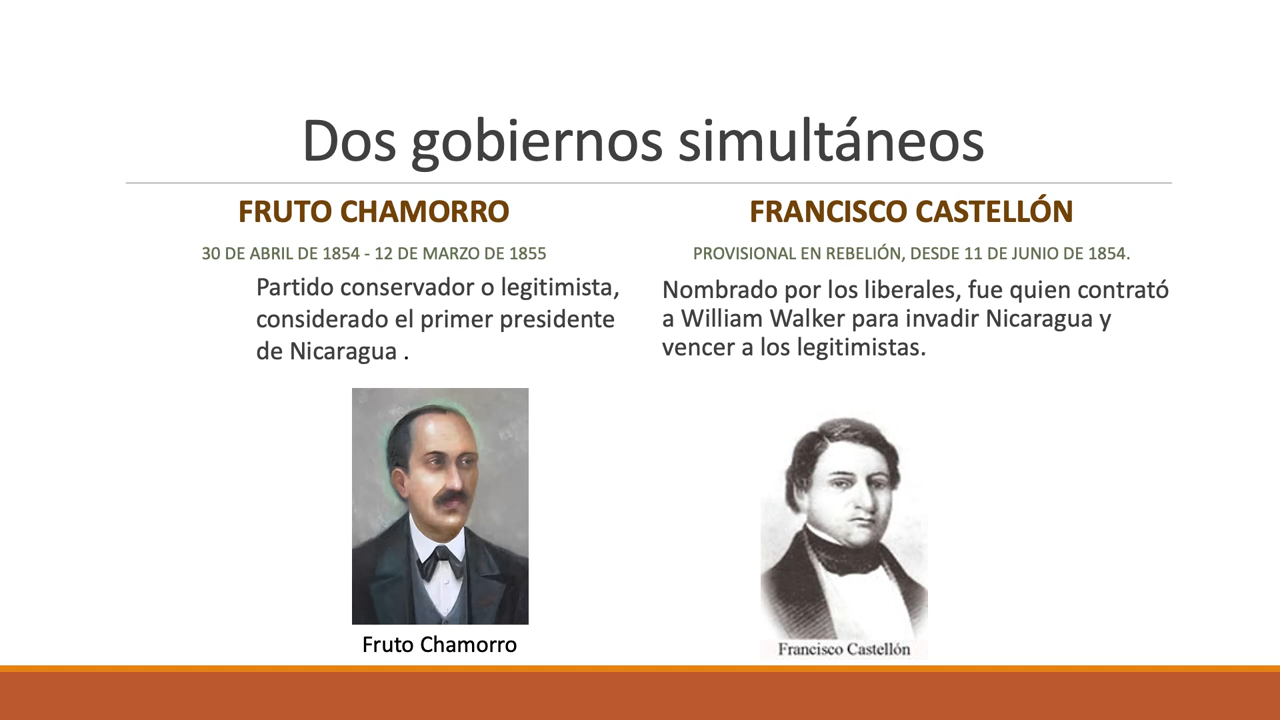 Dos gobiernos simultáneos
FRUTO CHAMORRO
30 DE ABRIL DE 1854 - 12 DE MARZO DE 1855
Partido conservador o legitimista,
considerado el primer presidente
de Nicaragua .
Fruto Chamorro
FRANCISCO CASTELLÓN
PROVISIONAL EN REBELIÓN, DESDE 11 DE JUNIO DE 1854.
Nombrado por los liberales, fue quien contrató
a William Walker para invadir Nicaragua y
vencer a los legitimistas.
Francisco Castellón